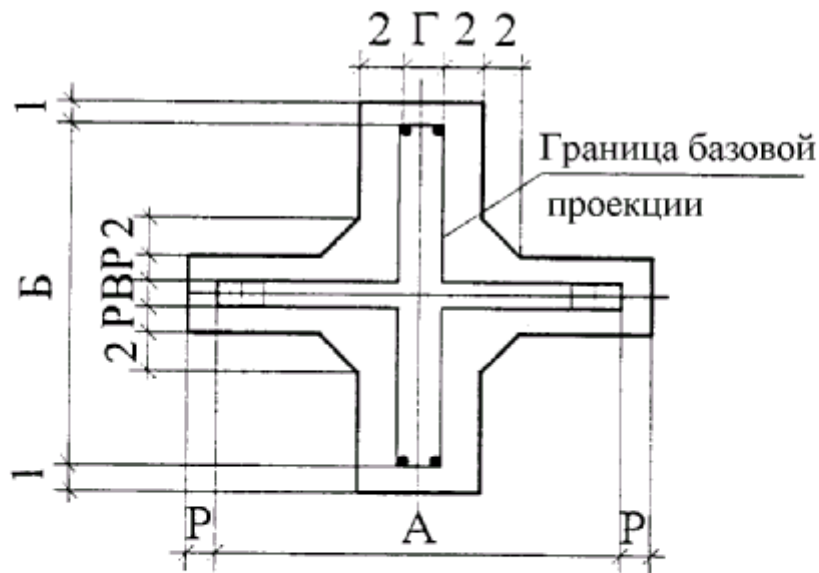 2 Г 2 2
1
Граница базовой
проекции
2
Р
В
Р
2
Б
1
Р А Р